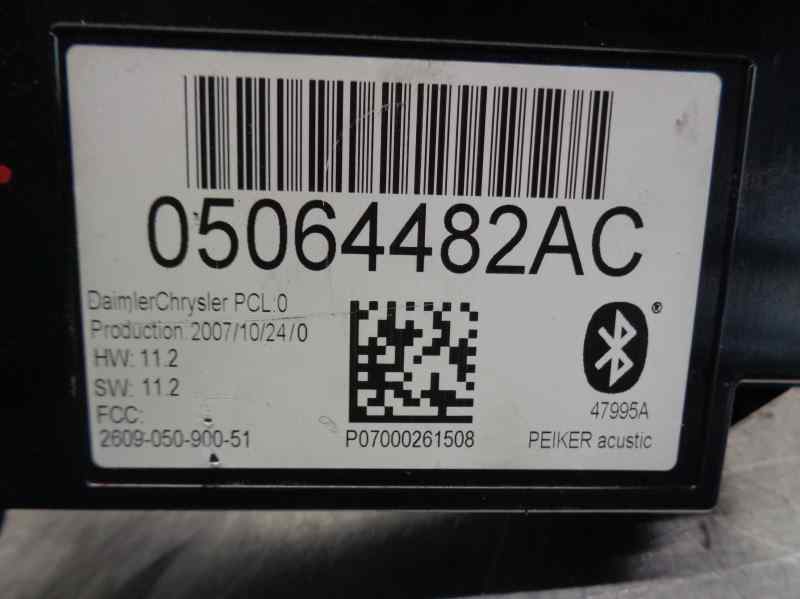 05064482AC
DaimlerChrysler PCL:0
Production: 2007/10/24/0
HW: 11.2
SW: 11.2
FCC:
2609-050-900-51
P07000261508
®
47995A
PEIKER acustic